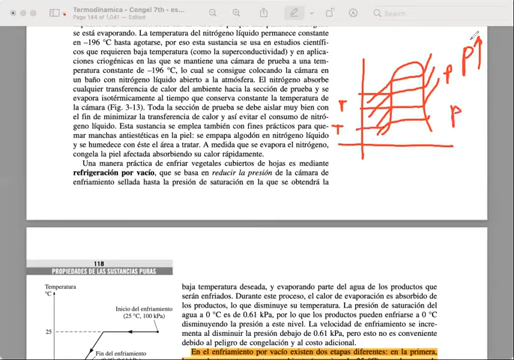 Termodinamica - Cengel 7th - es...
Page 144 of 1,041 — Edited
se está evaporando. La temperatura del nitrógeno líquido permanece constante
en –196 °C hasta agotarse, por eso esta sustancia se usa en estudios científi-
cos que requieren baja temperatura (como la superconductividad) y en aplica-
ciones criogénicas en las que se mantiene una cámara de prueba a una tem-
peratura constante de –196 °C, lo cual se consigue colocando la cámara en
un baño con nitrógeno líquido abierto a la atmósfera. El nitrógeno absorbe
cualquier transferencia de calor del ambiente hacia la sección de prueba y se
evapora isotérmicamente al tiempo que conserva constante la temperatura de
la cámara (Fig. 3-13). Toda la sección de prueba se debe aislar muy bien con
el fin de minimizar la transferencia de calor y así evitar el consumo de nitró-
geno líquido. Esta sustancia se emplea también con fines prácticos para que-
mar manchas antiestéticas en la piel: se empapa algodón en nitrógeno líquido
y se humedece con éste el área a tratar. A medida que se evapora el nitrógeno,
congela la piel afectada absorbiendo su calor rápidamente.
Una manera práctica de enfriar vegetales cubiertos de hojas es mediante
refrigeración por vacío, que se basa en reducir la presión de la cámara de
enfriamiento sellada hasta la presión de saturación en la que se obtendrá la
P↑
P
T
P
T
118
PROPIEDADES DE LAS SUSTANCIAS PURAS
Temperatura
°C
Inicio del enfriamiento
(25 °C, 100 kPa)
25
Fin del enfriamiento
baja temperatura deseada, y evaporando parte del agua de los productos que
serán enfriados. Durante este proceso, el calor de evaporación es absorbido de
los productos, lo que disminuye su temperatura. La presión de saturación del
agua a 0 °C es de 0.61 kPa, por lo que los productos pueden enfriarse a 0 °C
disminuyendo la presión a este nivel. La velocidad de enfriamiento se incre-
menta al disminuir la presión debajo de 0.61 kPa, pero esto no es conveniente
debido al peligro de congelación y al costo adicional.
En el enfriamiento por vacío existen dos etapas diferentes: en la primera,